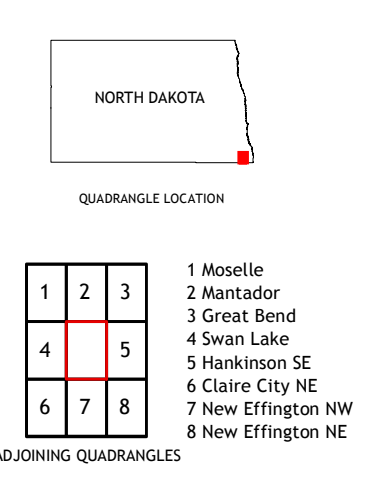 NORTH DAKOTA
QUADRANGLE LOCATION
1 2 3
4 5
6 7 8
1 Moselle
2 Mantador
3 Great Bend
4 Swan Lake
5 Hankinson SE
6 Claire City NE
7 New Effington NW
8 New Effington NE
ADJOINING QUADRANGLES